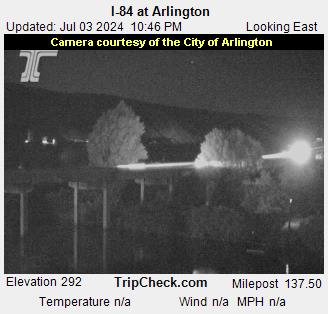 I-84 at Arlington
Updated: Jul 03 2024 10:46 PM Looking East
Camera courtesy of the City of Arlington
Elevation 292 TripCheck.com Milepost 137.50
Temperature n/a Wind n/a MPH n/a